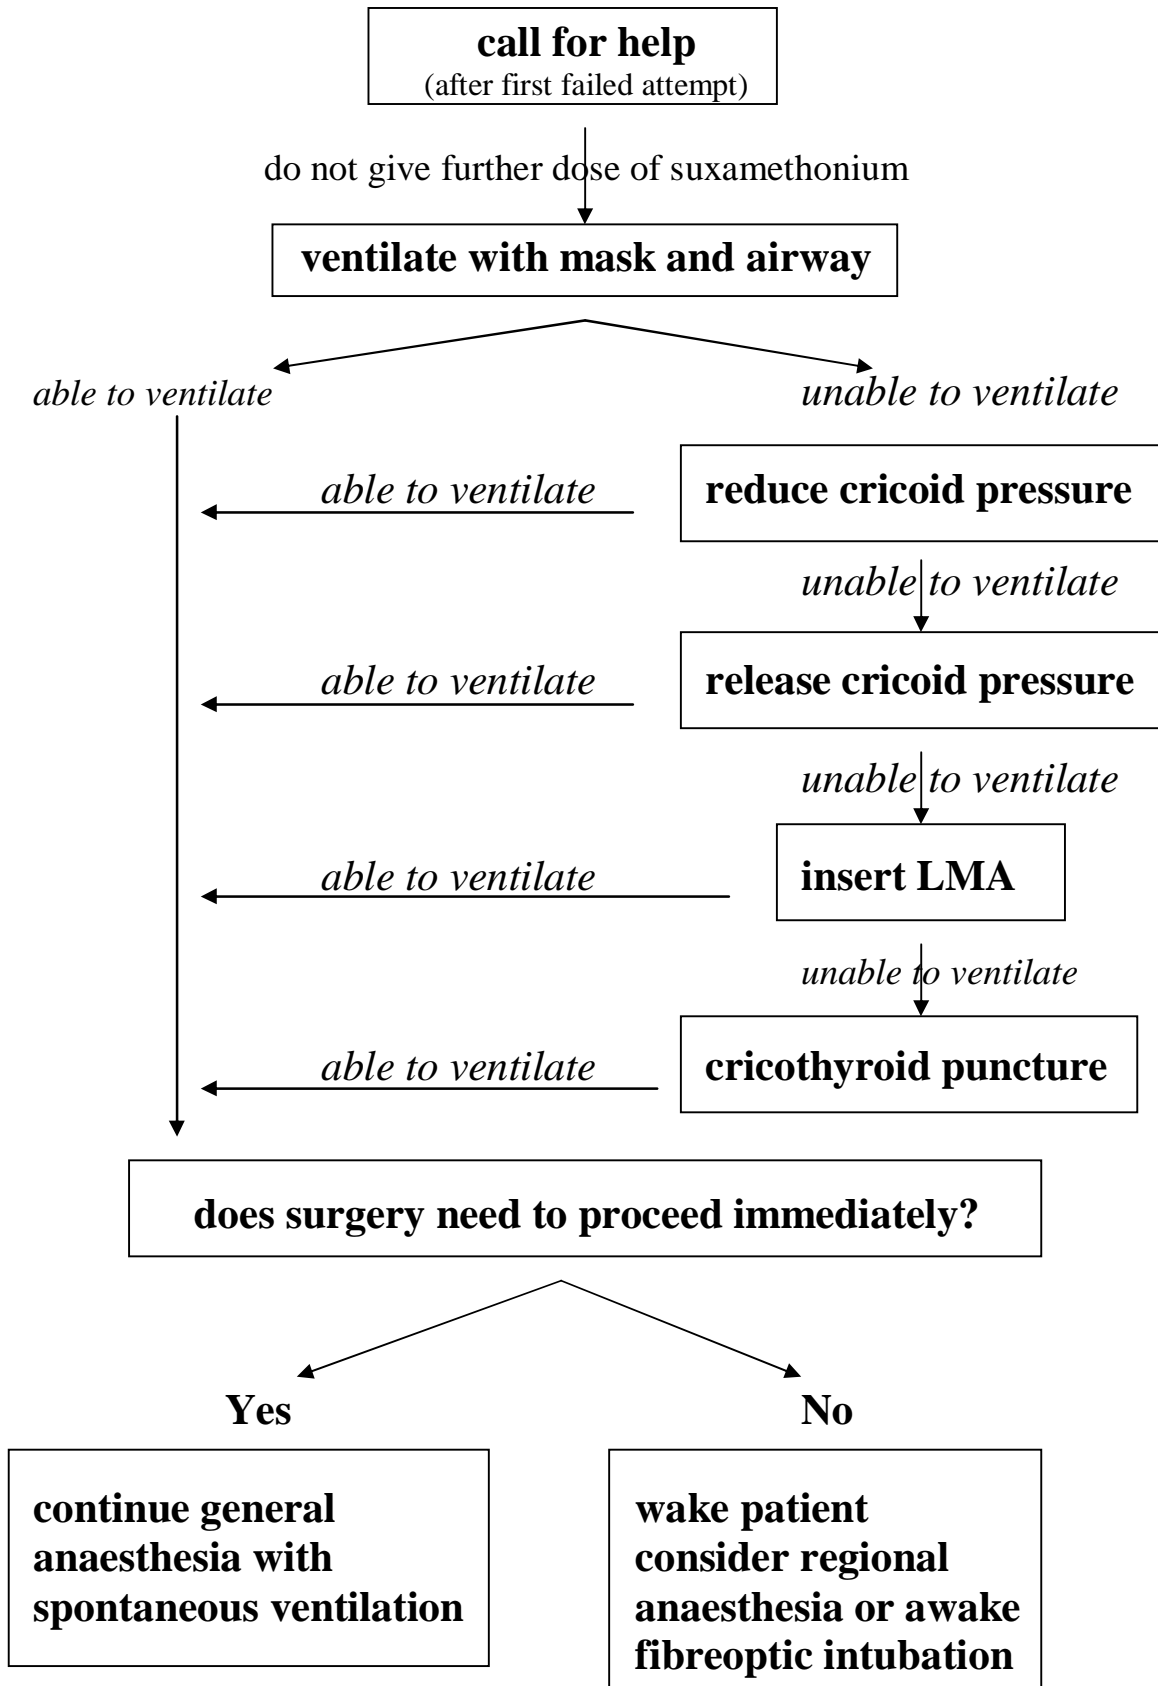 call for help
(after first failed attempt)
do not give further dose of suxamethonium
ventilate with mask and airway
able to ventilate
unable to ventilate
able to ventilate
reduce cricoid pressure
unable to ventilate
able to ventilate
release cricoid pressure
unable to ventilate
able to ventilate
insert LMA
unable to ventilate
able to ventilate
cricothyroid puncture
does surgery need to proceed immediately?
Yes
No
continue general
anaesthesia with
spontaneous ventilation
wake patient
consider regional
anaesthesia or awake
fibreoptic intubation